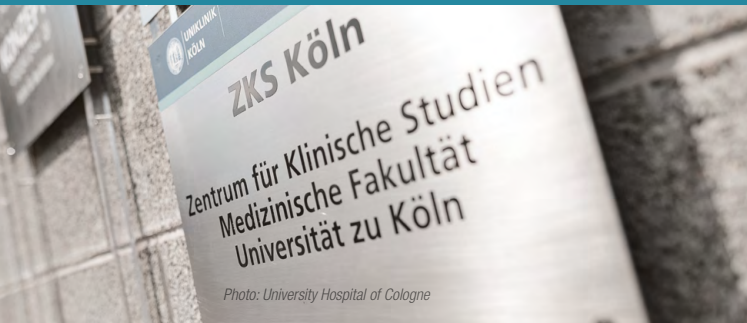 UNIKLINIK
KÖLN
ZKS Köln
Zentrum für Klinische Studien
Medizinische Fakultät
Universität zu Köln
Photo: University Hospital of Cologne